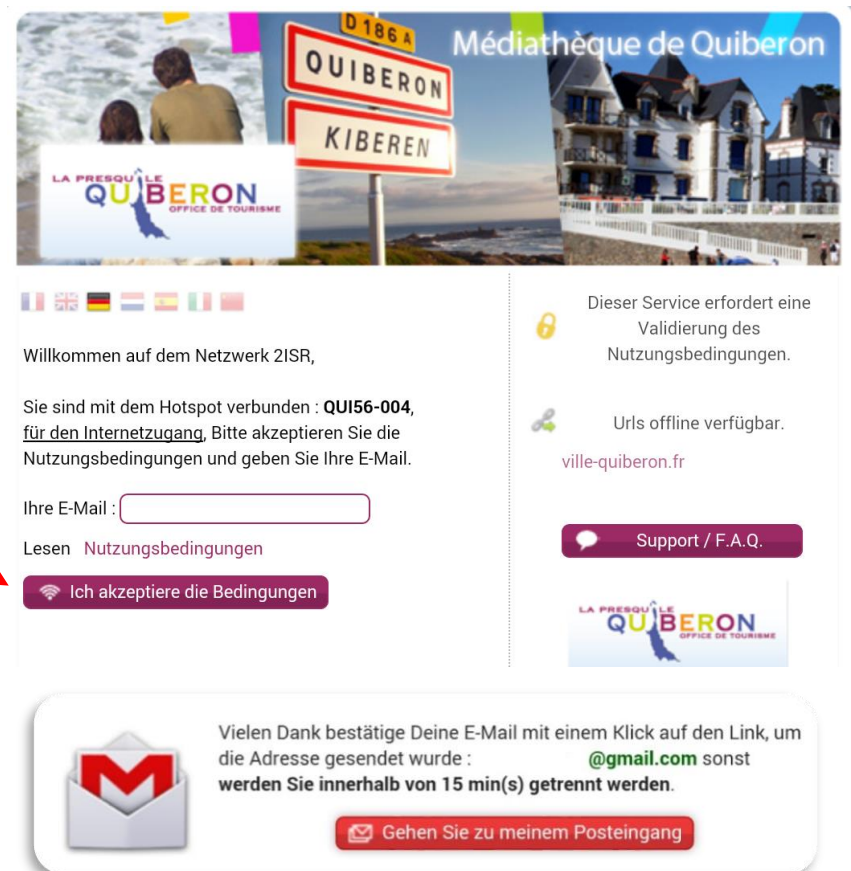 D 186 A
QUIBERON
KIBEREN
Médiathèque de Quiberon
LA PRESQU'ÎLE
QUIBERON
OFFICE DE TOURISME
Willkommen auf dem Netzwerk 2ISR,
Sie sind mit dem Hotspot verbunden : QUI56-004,
für den Internetzugang, Bitte akzeptieren Sie die
Nutzungsbedingungen und geben Sie Ihre E-Mail.
Ihre E-Mail :
Lesen Nutzungsbedingungen
Ich akzeptiere die Bedingungen
Dieser Service erfordert eine
Validierung des
Nutzungsbedingungen.
Urls offline verfügbar.
ville-quiberon.fr
Support / F.A.Q.
LA PRESQU'ÎLE
QUIBERON
OFFICE DE TOURISME
Vielen Dank bestätige Deine E-Mail mit einem Klick auf den Link, um
die Adresse gesendet wurde : @gmail.com sonst
werden Sie innerhalb von 15 min(s) getrennt werden.
Gehen Sie zu meinem Posteingang